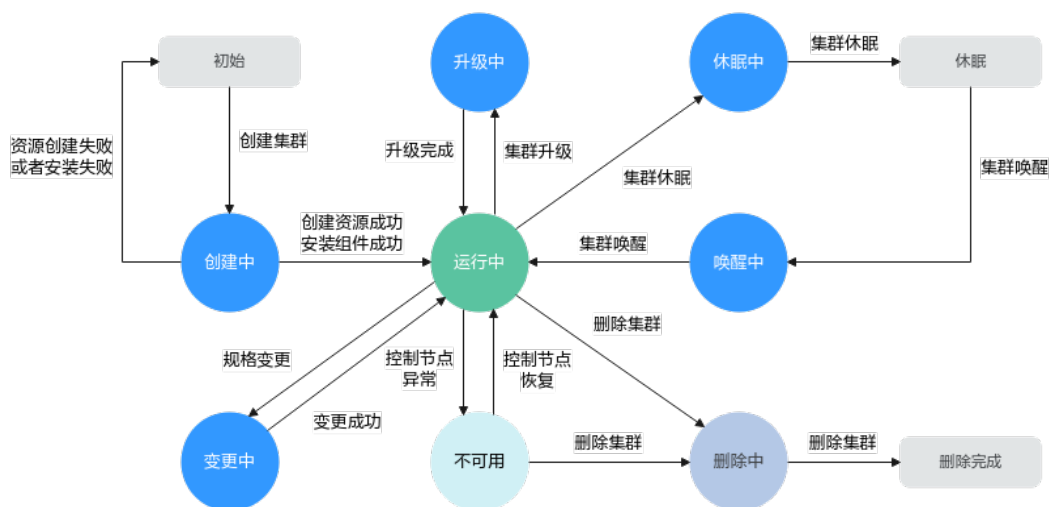 初始
升级中
休眠中
集群休眠
休眠
资源创建失败
或者安装失败
创建集群
升级完成
集群升级
集群休眠
集群唤醒
创建中
创建资源成功
安装组件成功
运行中
集群唤醒
唤醒中
规格变更
控制节点
异常
控制节点
恢复
删除集群
变更成功
变更中
不可用
删除集群
删除中
删除集群
删除完成